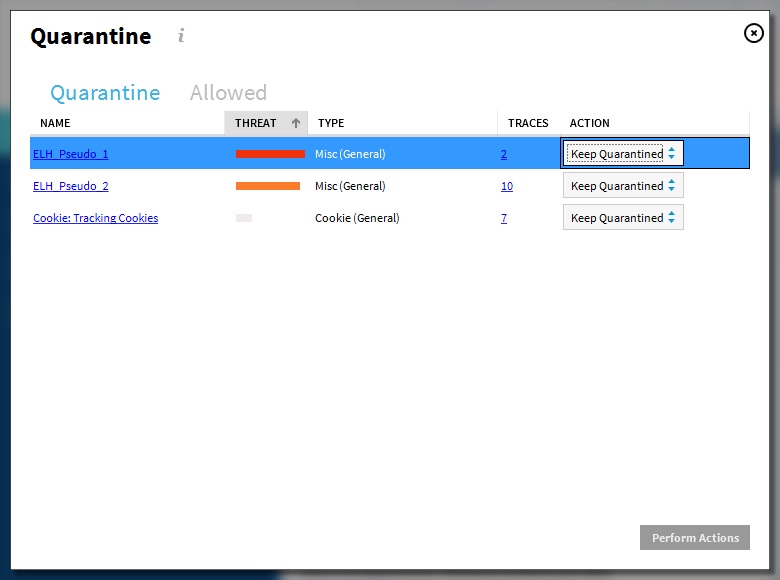 Quarantine i
Quarantine Allowed
NAME THREAT TYPE TRACES ACTION
ELH_Pseudo_1 Misc (General) 2 Keep Quarantined
ELH_Pseudo_2 Misc (General) 10 Keep Quarantined
Cookie: Tracking Cookies Cookie (General) 7 Keep Quarantined
Perform Actions